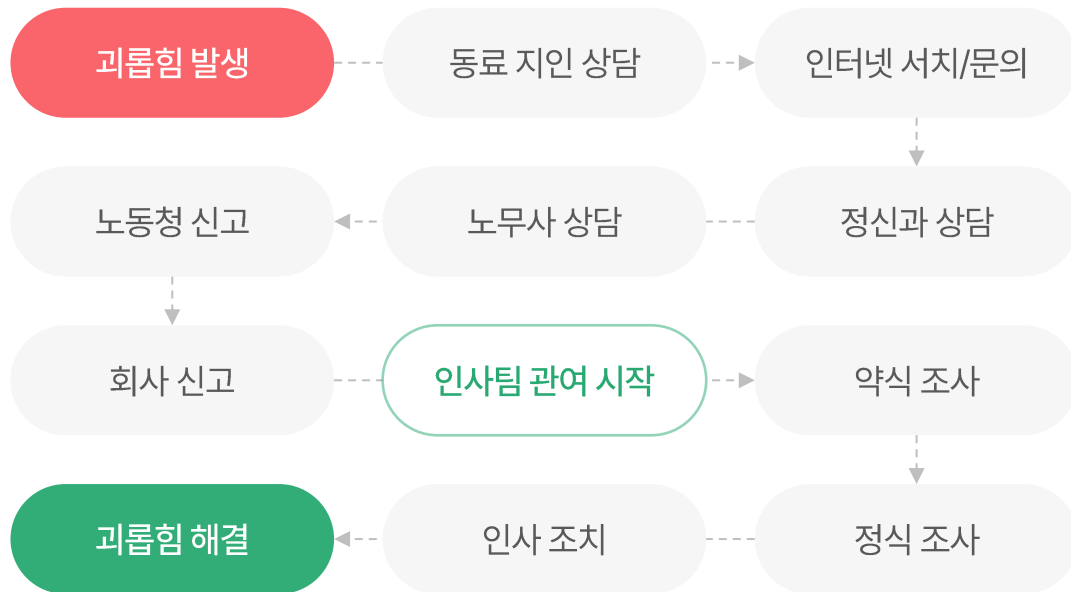 괴롭힘 발생
동료 지인 상담
인터넷 서치/문의
정신과 상담
노무사 상담
노동청 신고
회사 신고
인사팀 관여 시작
약식 조사
정식 조사
인사 조치
괴롭힘 해결